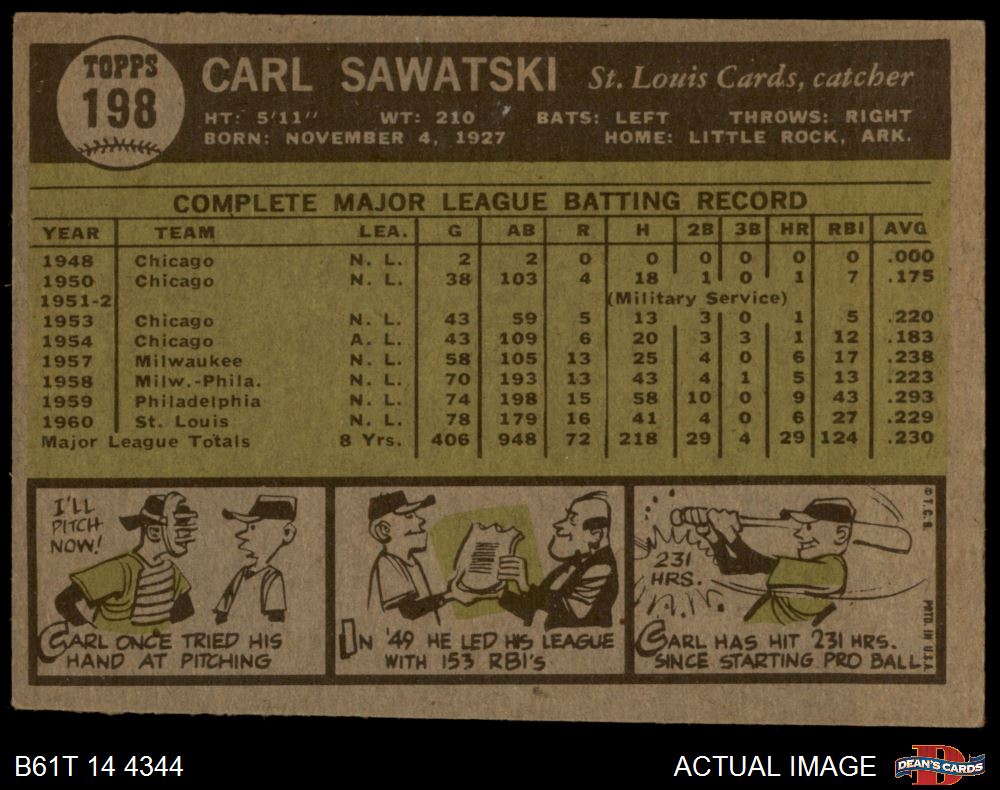 TOPPS
198
CARL SAWATSKI St. Louis Cards, catcher
HT: 5'11" WT: 210 BATS: LEFT THROWS: RIGHT
BORN: NOVEMBER 4, 1927 HOME: LITTLE ROCK, ARK.
COMPLETE MAJOR LEAGUE BATTING RECORD
YEAR TEAM LEA. G AB R H 2B 3B HR RBI AVG
1948 Chicago N. L. 2 2 0 0 0 0 0 0 .000
1950 Chicago N. L. 38 103 4 18 1 0 1 7 .175
1951-2 (Military Service)
1953 Chicago N. L. 43 59 5 13 3 0 1 5 .220
1954 Chicago A. L. 43 109 6 20 3 3 1 12 .183
1957 Milwaukee N. L. 58 105 13 25 4 0 6 17 .238
1958 Milw.-Phila. N. L. 70 193 13 43 4 1 5 13 .223
1959 Philadelphia N. L. 74 198 15 58 10 0 9 43 .293
1960 St. Louis N. L. 78 179 16 41 4 0 6 27 .229
Major League Totals 8 Yrs. 406 948 72 218 29 4 29 124 .230
I'LL
PITCH
NOW!
CARL ONCE TRIED HIS
HAND AT PITCHING
IN '49 HE LED HIS LEAGUE
WITH 153 RBI'S
231
HRS.
CARL HAS HIT 231 HRS.
SINCE STARTING PRO BALL.
© T. C. G.
PRTD. IN U.S.A.
B61T 14 4344
ACTUAL IMAGE
DEAN'S CARDS